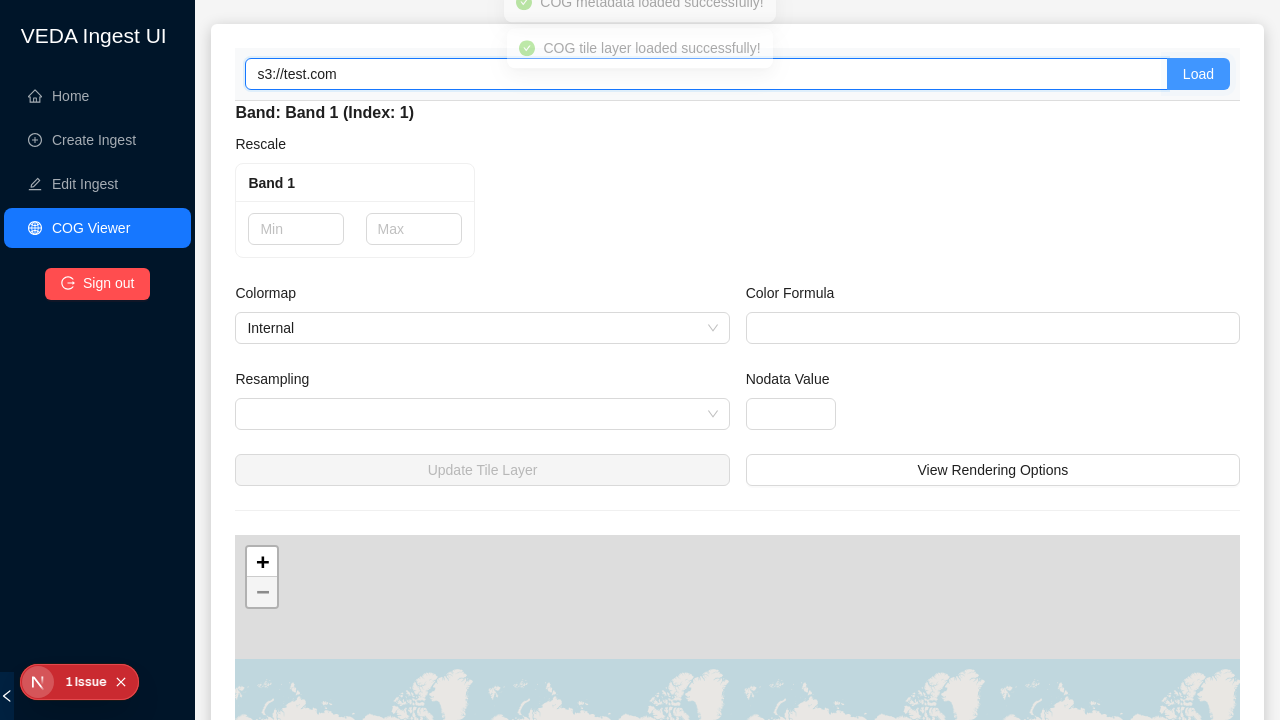 VEDA Ingest UI
Home
Create Ingest
Edit Ingest
COG Viewer
Sign out
1 Issue
COG metadata loaded successfully!
COG tile layer loaded successfully!
s3://test.com
Load
Band: Band 1 (Index: 1)
Rescale
Band 1
Min Max
Colormap Color Formula
Internal
Resampling Nodata Value
Update Tile Layer View Rendering Options
+
−